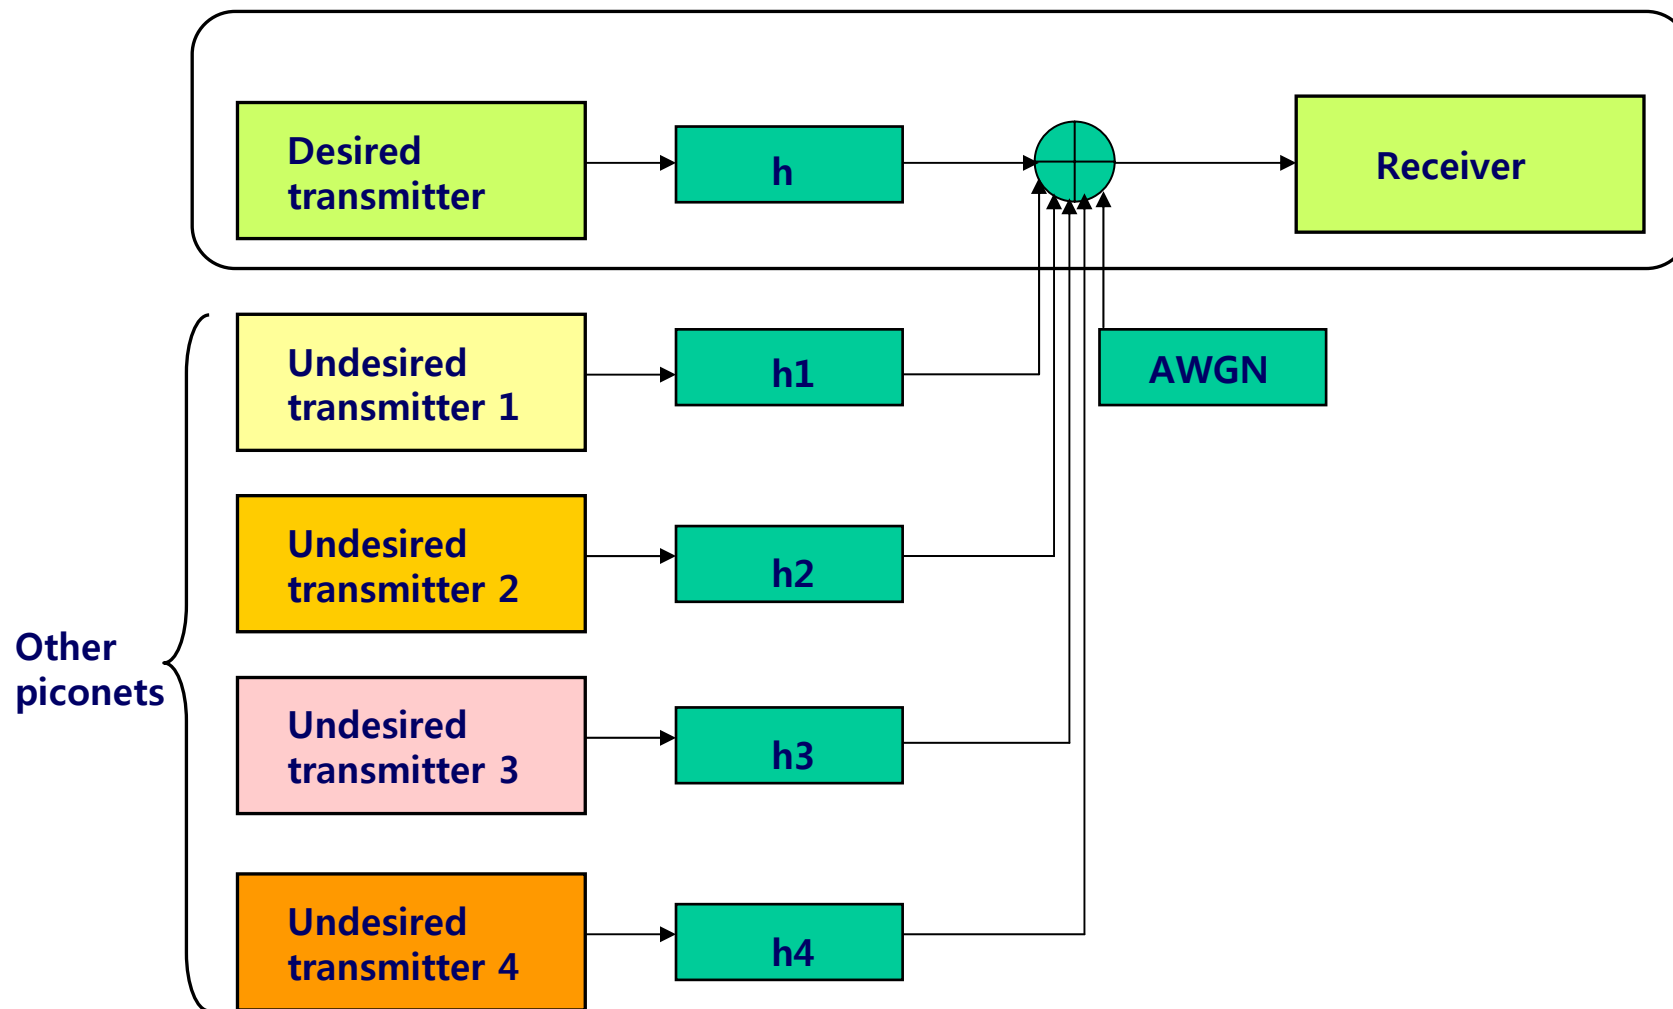 Desired
transmitter
h
Receiver
Undesired
transmitter 1
h1
AWGN
Undesired
transmitter 2
h2
Other
piconets
Undesired
transmitter 3
h3
Undesired
transmitter 4
h4